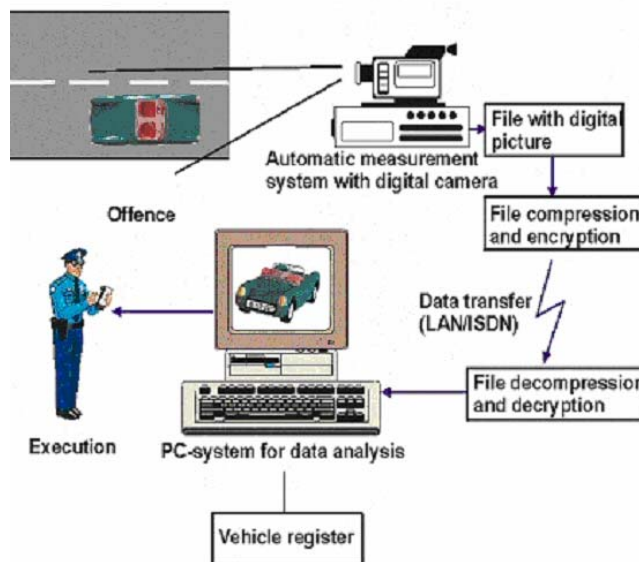 File with digital
picture
Automatic measurement
system with digital camera
Offence
File compression
and encryption
Data transfer
(LAN/ISDN)
File decompression
and decryption
Execution
PC-system for data analysis
Vehicle register